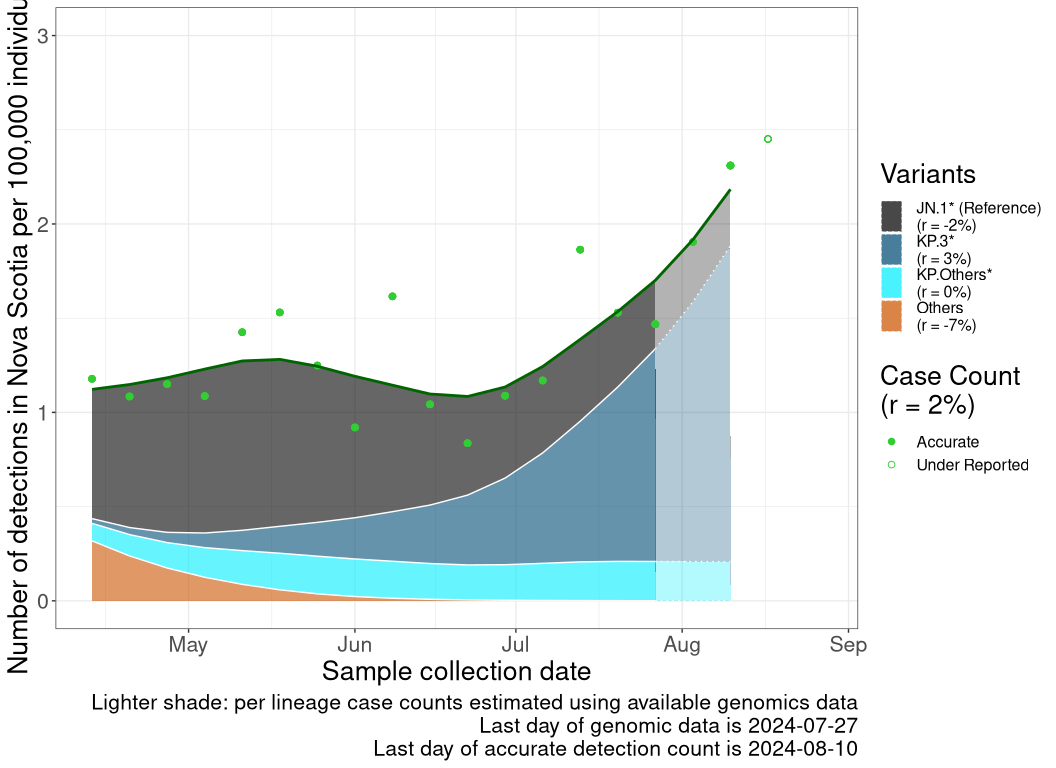 Number of detections in Nova Scotia per 100,000
3
2
1
0
May Jun Jul Aug Sep
Sample collection date
Lighter shade: per lineage case counts estimated using available genomics data
Last day of genomic data is 2024-07-27
Last day of accurate detection count is 2024-08-10
Variants
JN.1* (Reference)
(r = -2%)
KP.3*
(r = 3%)
KP.Others*
(r = 0%)
Others
(r = -7%)
Case Count
(r = 2%)
Accurate
Under Reported